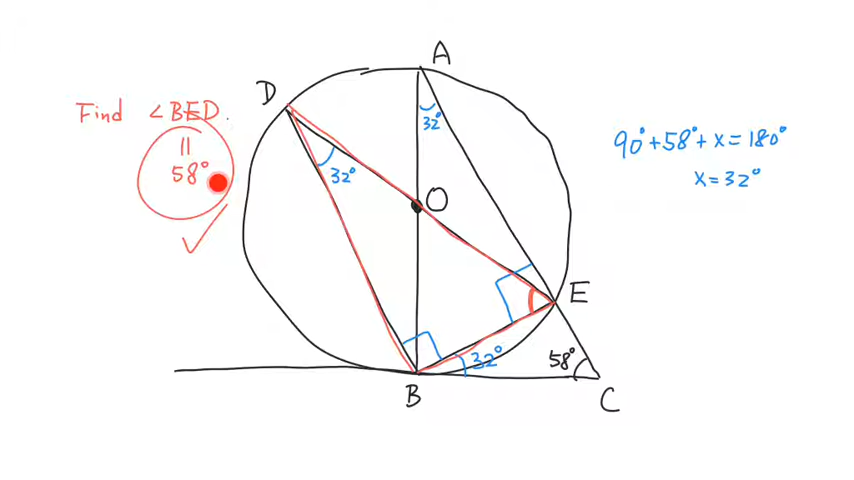 A
D
Find ∠BED.
=
58°
32°
32°
O
90° + 58° + x = 180°
x = 32°
E
32°
58°
B
C